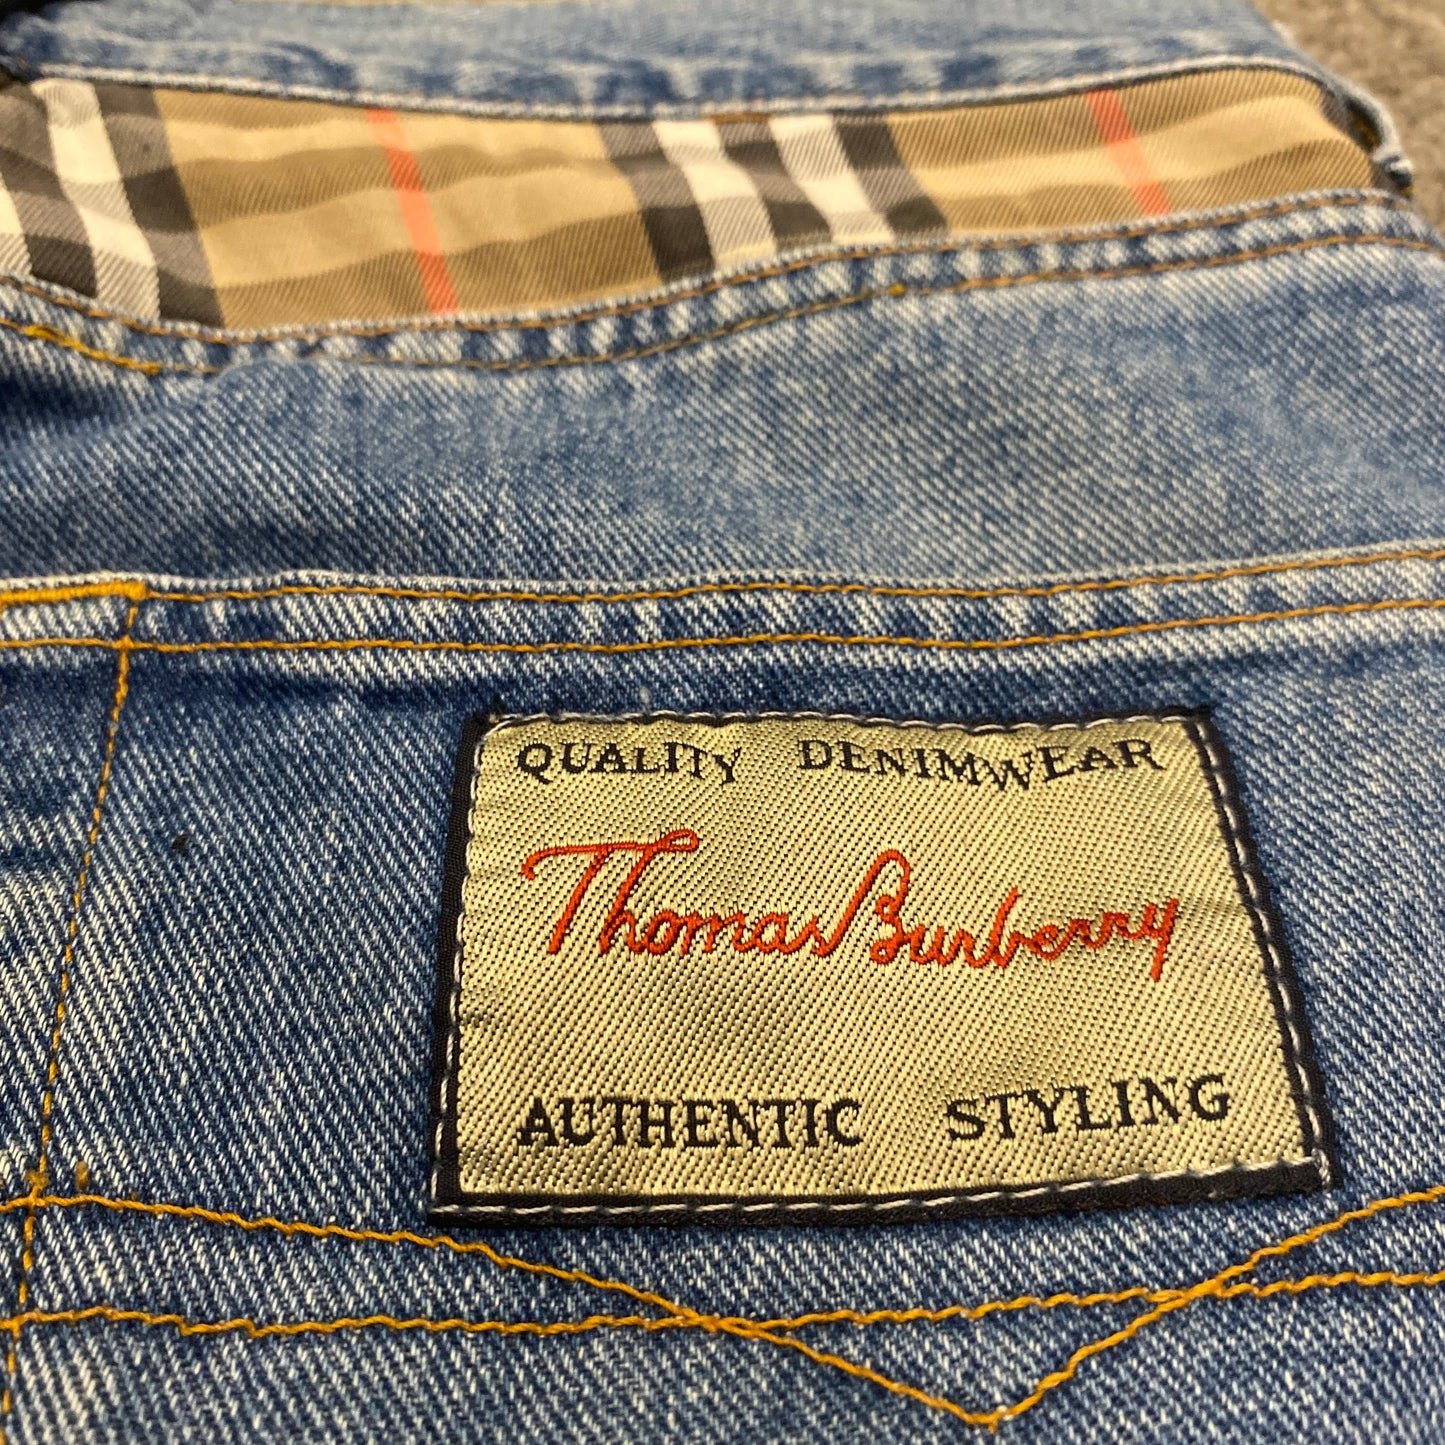 QUALITY DENIMWEAR
Thomas Burberry
AUTHENTIC STYLING